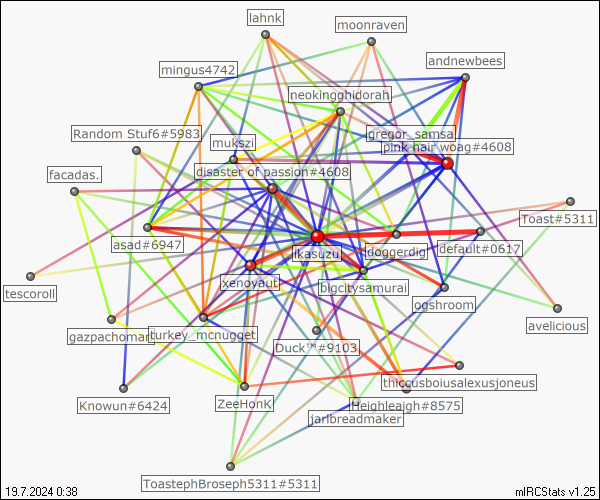 lahnk
moonraven
andnewbees
mingus4742
neokingghidorah
gregor_samsa
Random Stuf6#5983
mukszi
pink hair woag#4608
facadas.
disaster of passion#4608
Toast#5311
asad#6947
ikasuzu
doggerdig
default#0617
tescoroll
xenoyaut
bigcitysamurai
ogshroom
gazpachoman
turkey_mcnugget
avelicious
Duck™#9103
thiccusboiusalexusjoneus
Knowun#6424
ZeeHonK
Heighleaigh#8575
jarlbreadmaker
ToastephBroseph5311#5311
19.7.2024 0:38
mIRCStats v1.25